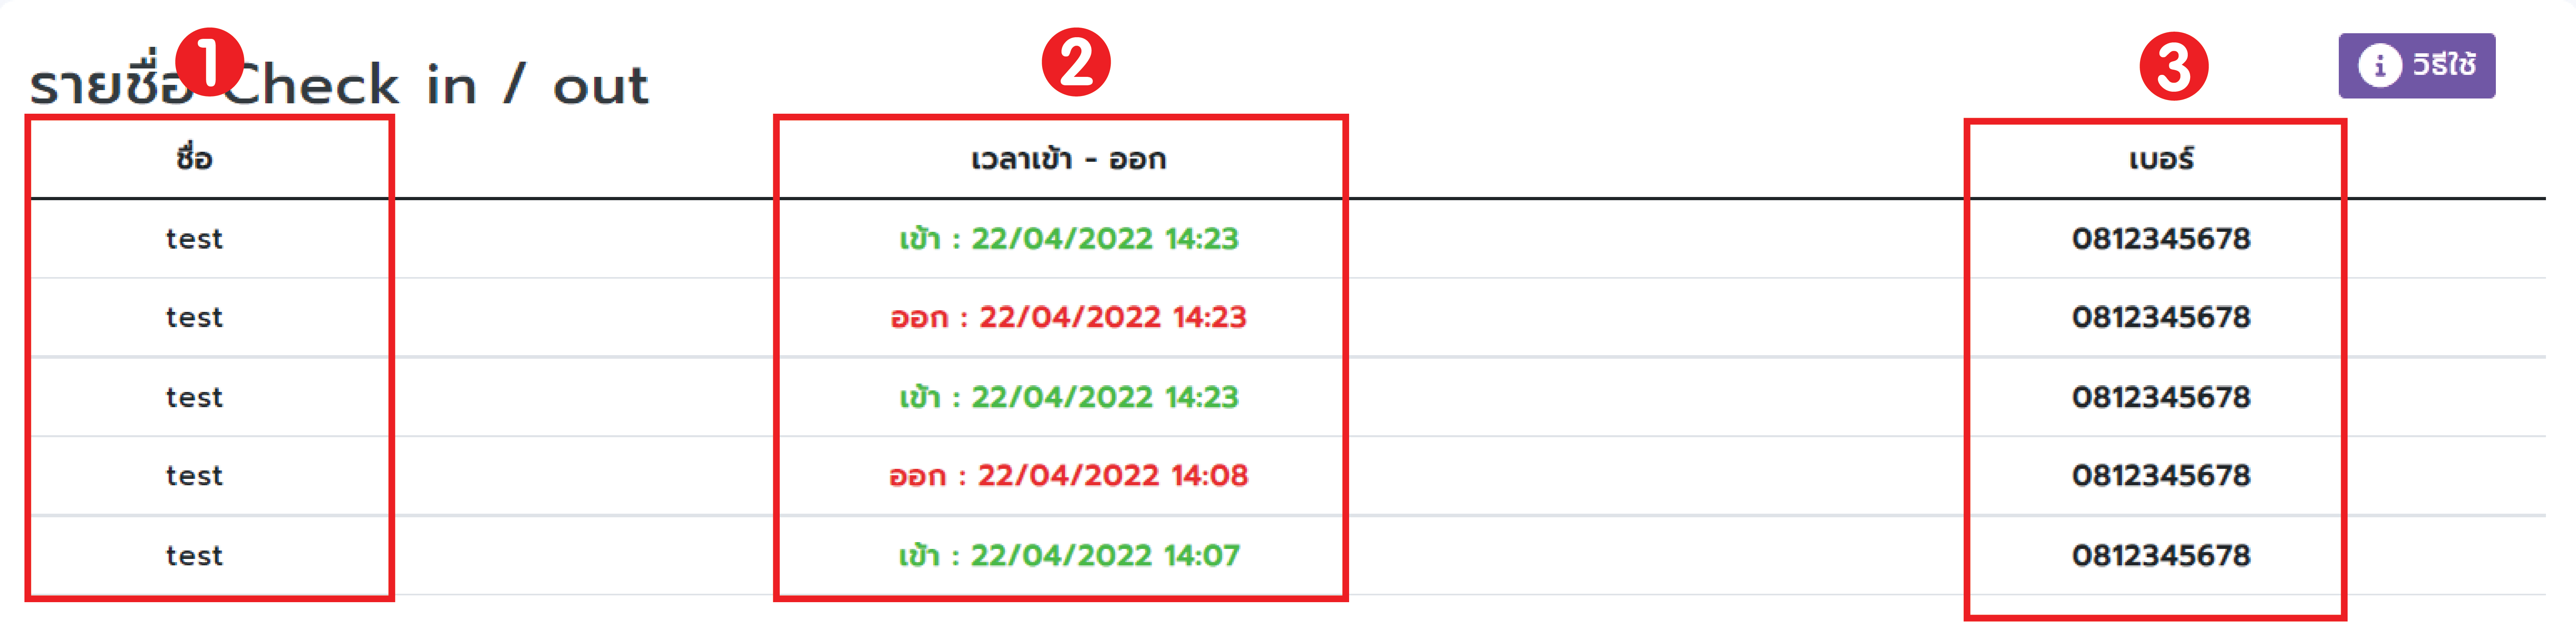 1 2 3
รายชื่อ Check in / out
วิธีใช้
ชื่อ เวลาเข้า - ออก เบอร์
test เข้า : 22/04/2022 14:23 0812345678
test ออก : 22/04/2022 14:23 0812345678
test เข้า : 22/04/2022 14:23 0812345678
test ออก : 22/04/2022 14:08 0812345678
test เข้า : 22/04/2022 14:07 0812345678